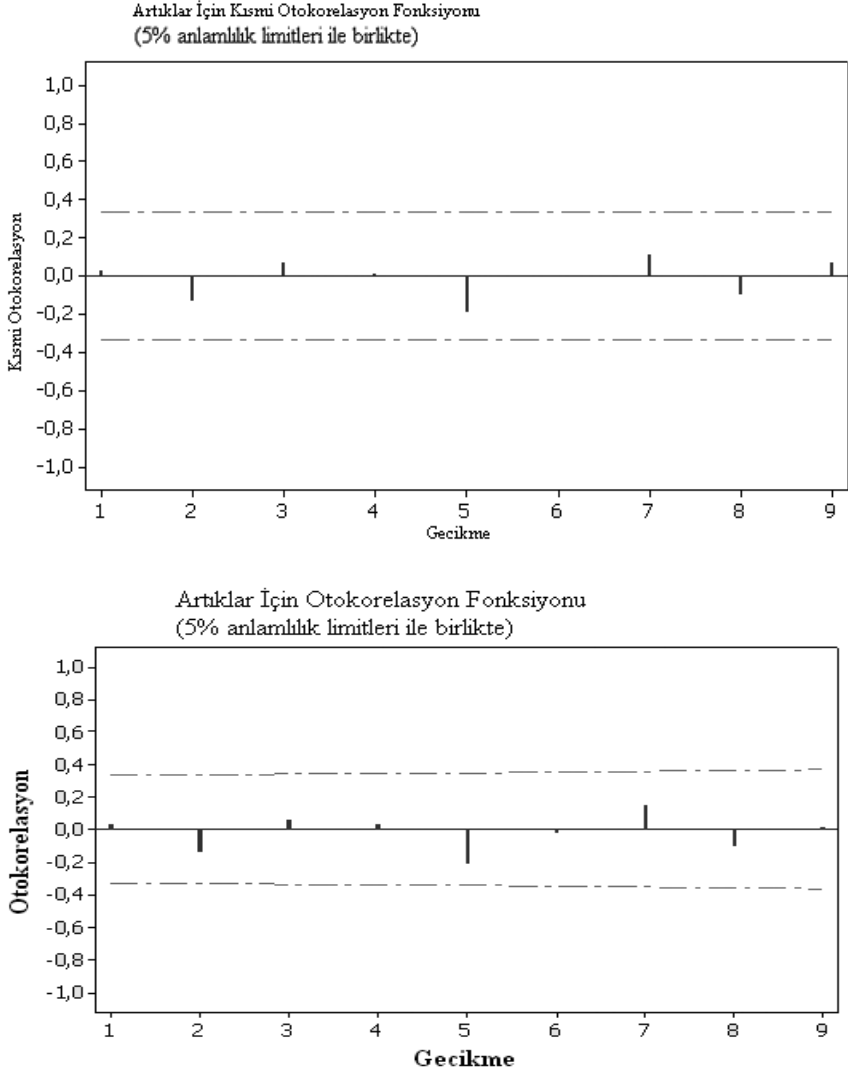 Artıklar İçin Kısmi Otokorelasyon Fonksiyonu
(5% anlamlılık limitleri ile birlikte)
Kısmi Otokorelasyon
1,0
0,8
0,6
0,4
0,2
0,0
-0,2
-0,4
-0,6
-0,8
-1,0
1 2 3 4 5 6 7 8 9
Gecikme
Artıklar İçin Otokorelasyon Fonksiyonu
(5% anlamlılık limitleri ile birlikte)
Otokorelasyon
1,0
0,8
0,6
0,4
0,2
0,0
-0,2
-0,4
-0,6
-0,8
-1,0
1 2 3 4 5 6 7 8 9
Gecikme